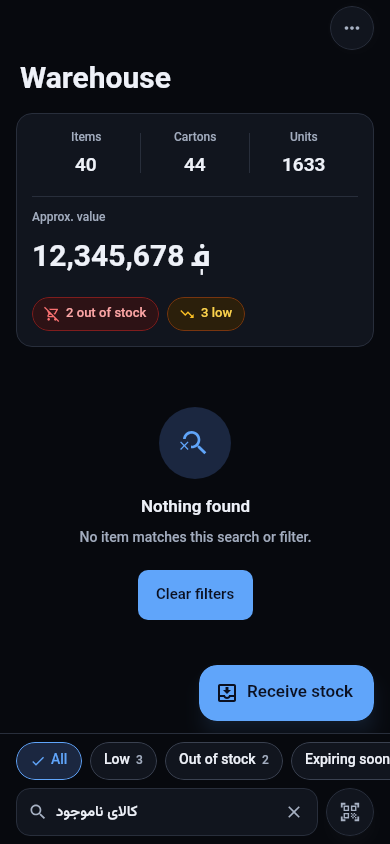 Warehouse
Items Cartons Units
40 44 1633
Approx. value
12,345,678 ؋
2 out of stock 3 low
Nothing found
No item matches this search or filter.
Clear filters
Receive stock
All Low 3 Out of stock 2 Expiring soon
کالای ناموجود